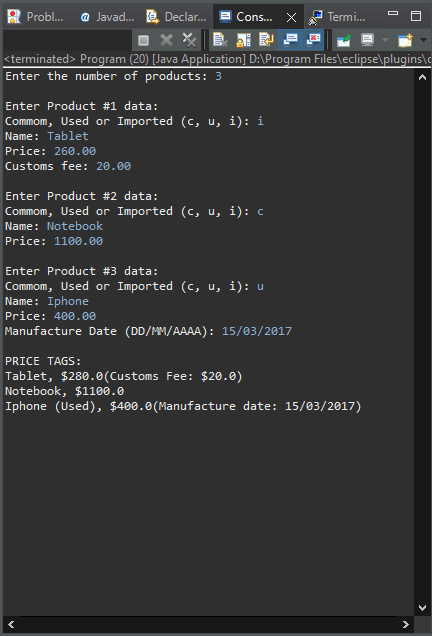 Probl...
Javad...
Declar...
Cons...
Termi...
<terminated> Program (20) [Java Application] D:\Program Files\eclipse\plugins\
Enter the number of products: 3
Enter Product #1 data:
Commom, Used or Imported (c, u, i): i
Name: Tablet
Price: 260.00
Customs fee: 20.00
Enter Product #2 data:
Commom, Used or Imported (c, u, i): c
Name: Notebook
Price: 1100.00
Enter Product #3 data:
Commom, Used or Imported (c, u, i): u
Name: Iphone
Price: 400.00
Manufacture Date (DD/MM/AAAA): 15/03/2017
PRICE TAGS:
Tablet, $280.0(Customs Fee: $20.0)
Notebook, $1100.0
Iphone (Used), $400.0(Manufacture date: 15/03/2017)